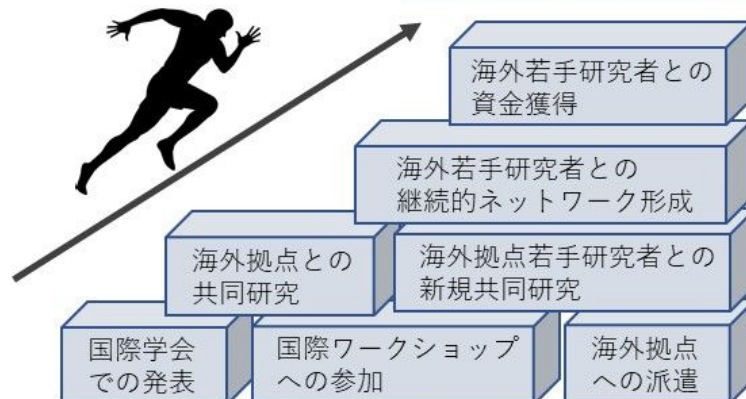 海外若手研究者との
資金獲得
海外若手研究者との
継続的ネットワーク形成
海外拠点との
共同研究
海外拠点若手研究者との
新規共同研究
国際学会
での発表
国際ワークショップ
への参加
海外拠点
への派遣